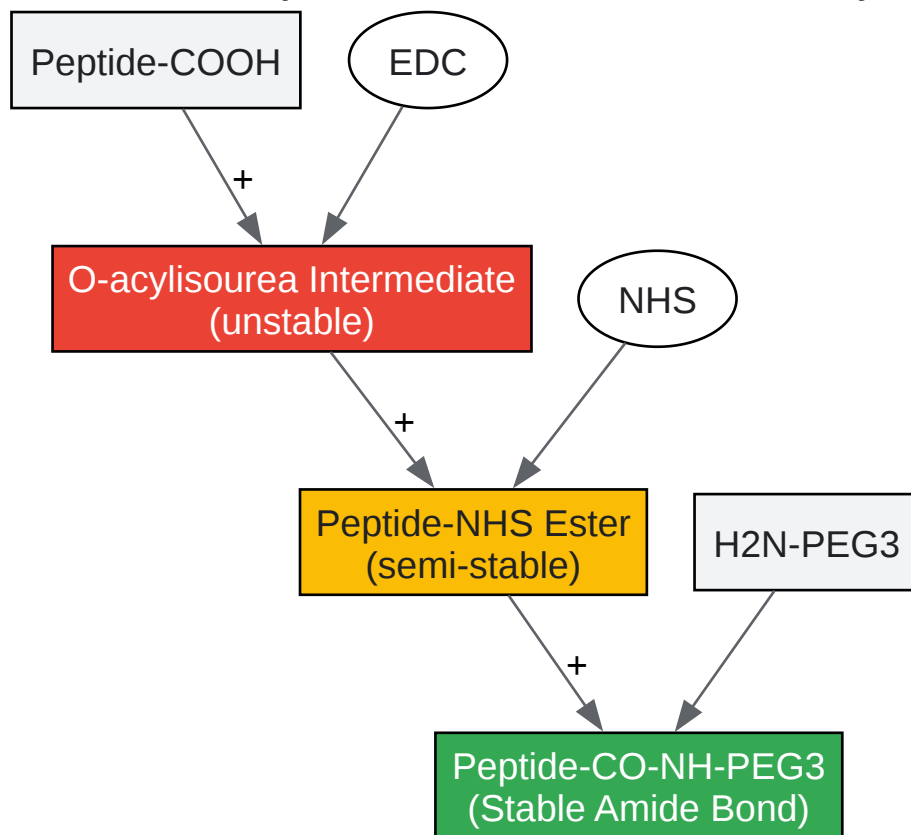 Peptide-COOH
EDC
+
O-acylisourea Intermediate
(unstable)
NHS
+
Peptide-NHS Ester
(semi-stable)
H2N-PEG3
+
Peptide-CO-NH-PEG3
(Stable Amide Bond)